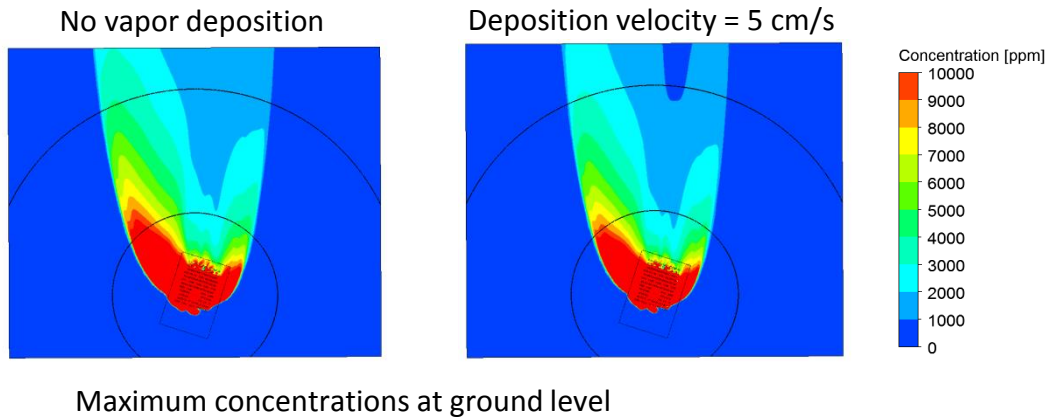 No vapor deposition
Deposition velocity = 5 cm/s
Concentration [ppm]
10000
9000
8000
7000
6000
5000
4000
3000
2000
1000
0
Maximum concentrations at ground level